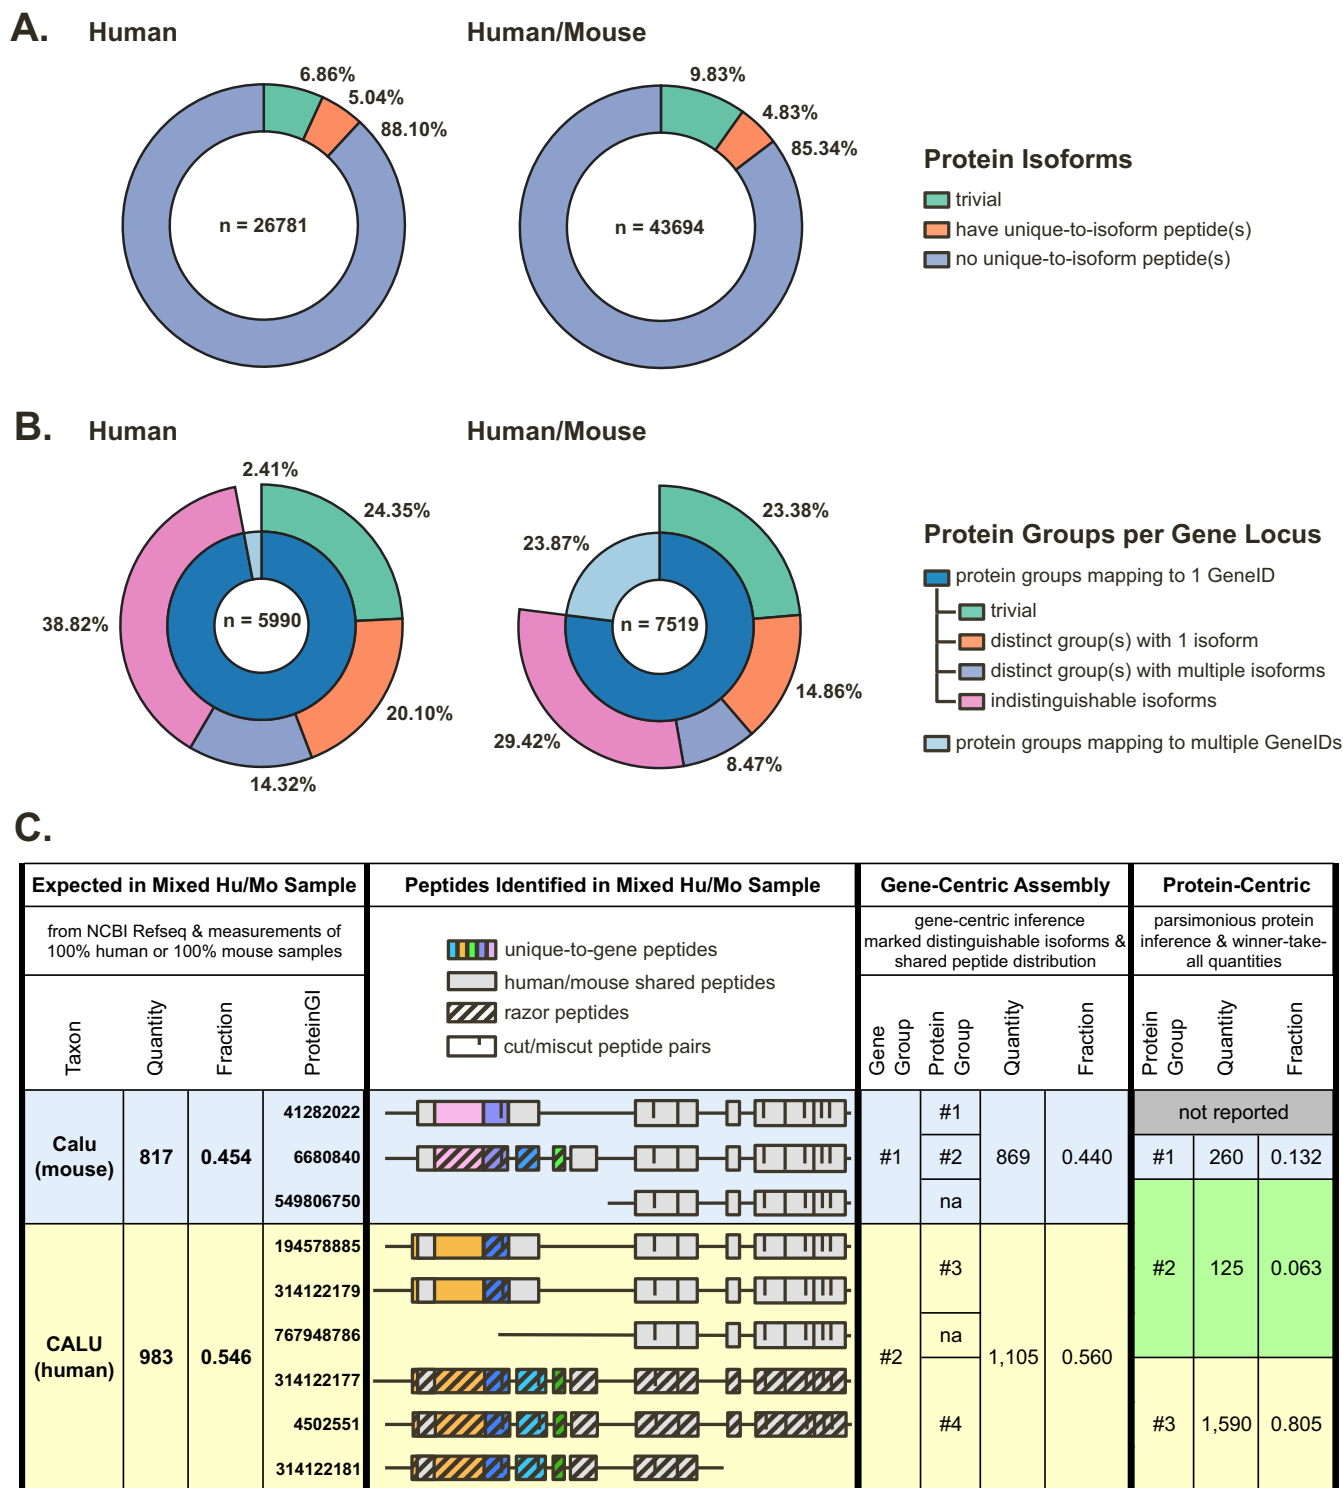 A.
Human
Human/Mouse
6.86%
5.04%
88.10%
n = 26781
9.83%
4.83%
85.34%
n = 43694
Protein Isoforms
trivial
have unique-to-isoform peptide(s)
no unique-to-isoform peptide(s)
B.
Human
Human/Mouse
2.41%
24.35%
38.82%
n = 5990
20.10%
14.32%
23.38%
23.87%
n = 7519
14.86%
29.42%
8.47%
Protein Groups per Gene Locus
protein groups mapping to 1 GeneID
trivial
distinct group(s) with 1 isoform
distinct group(s) with multiple isoforms
indistinguishable isoforms
protein groups mapping to multiple GeneIDs
C.
Expected in Mixed Hu/Mo Sample
Peptides Identified in Mixed Hu/Mo Sample
Gene-Centric Assembly
Protein-Centric
from NCBI Refseq & measurements of
100% human or 100% mouse samples
unique-to-gene peptides
human/mouse shared peptides
razor peptides
cut/miscut peptide pairs
gene-centric inference
marked distinguishable isoforms &
shared peptide distribution
parsimonious protein
inference & winner-take-
all quantities
Taxon
Quantity
Fraction
ProteinGI
Gene
Group
Protein
Group
Quantity
Fraction
Protein
Group
Quantity
Fraction
Calu
(mouse)
817
0.454
41282022
6680840
549806750
#1
#1
#2
na
869
0.440
not reported
#1
260
0.132
CALU
(human)
983
0.546
194578885
314122179
767948786
314122177
4502551
314122181
#2
#3
na
#4
1,105
0.560
#2
125
0.063
#3
1,590
0.805